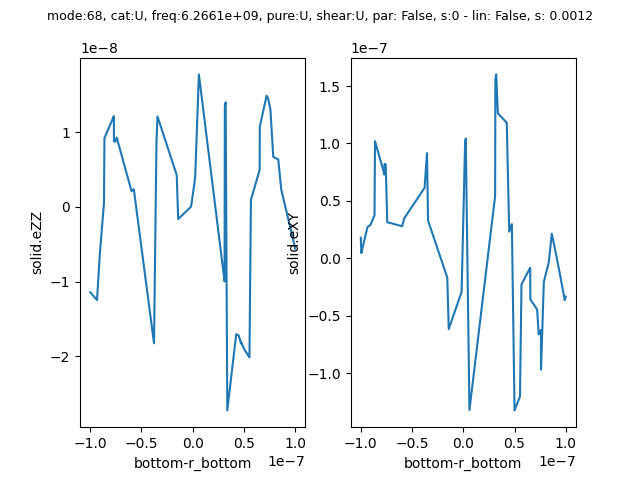 mode:68, cat:U, freq:6.2661e+09, pure:U, shear:U, par: False, s:0 - lin: False, s: 0.0012
1e−8
1
0
−1
−2
solid.eZZ
−1.0 −0.5 0.0 0.5 1.0
bottom-r_bottom 1e−7
1e−7
1.5
1.0
0.5
0.0
−0.5
−1.0
solid.eXY
−1.0 −0.5 0.0 0.5 1.0
bottom-r_bottom 1e−7